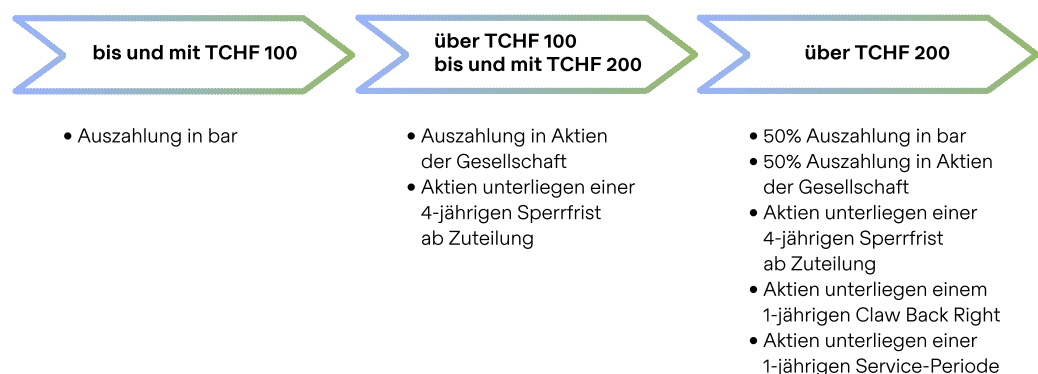 bis und mit TCHF 100
über TCHF 100
bis und mit TCHF 200
über TCHF 200
• Auszahlung in bar
• Auszahlung in Aktien
der Gesellschaft
• Aktien unterliegen einer
4-jährigen Sperrfrist
ab Zuteilung
• 50% Auszahlung in bar
• 50% Auszahlung in Aktien
der Gesellschaft
• Aktien unterliegen einer
4-jährigen Sperrfrist
ab Zuteilung
• Aktien unterliegen einem
1-jährigen Claw Back Right
• Aktien unterliegen einer
1-jährigen Service-Periode